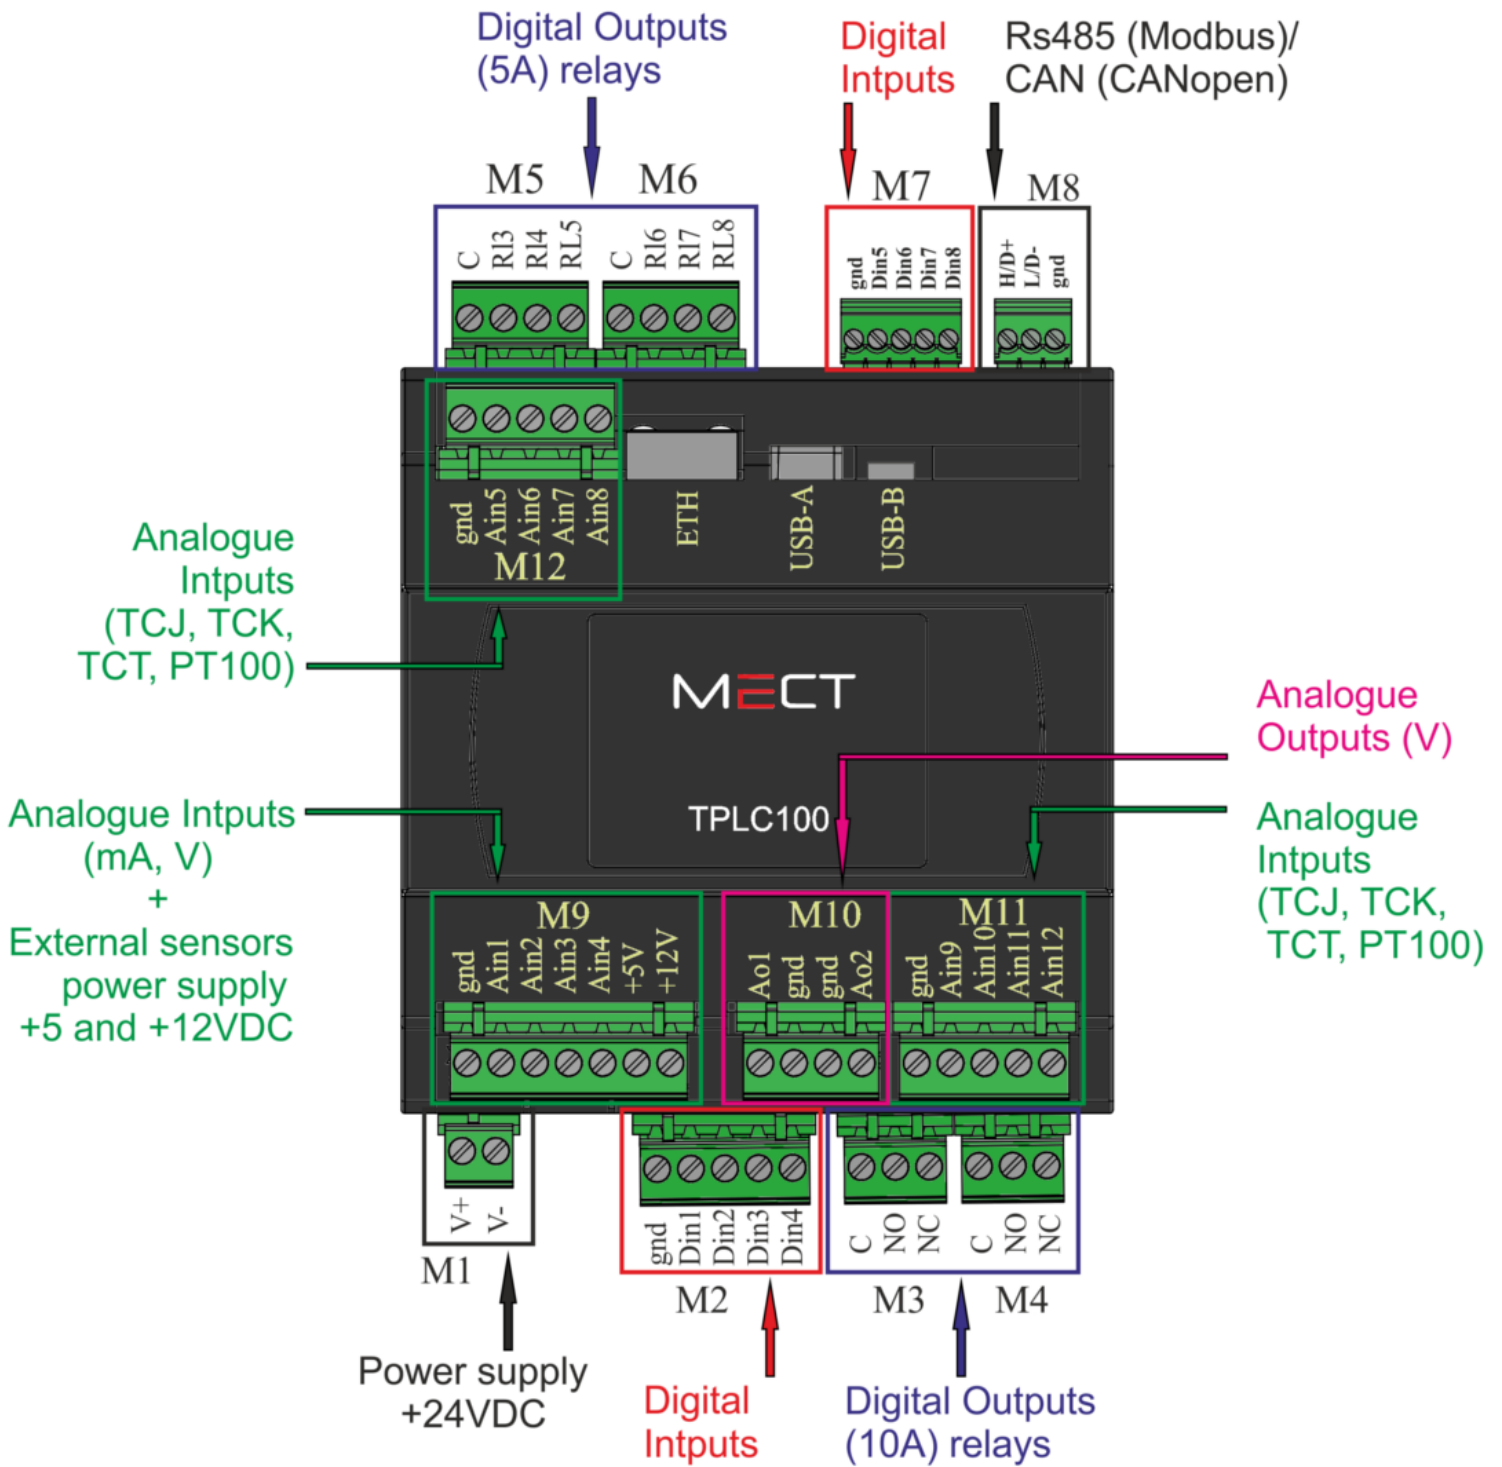 Digital Outputs
(5A) relays
Digital
Intputs
Rs485 (Modbus)/
CAN (CANopen)
M5
M6
M7
M8
C
Rl3
Rl4
RL5
C
Rl6
Rl7
RL8
gnd
Din5
Din6
Din7
Din8
H/D+
L/D-
gnd
gnd
Ain5
Ain6
Ain7
Ain8
M12
ETH
USB-A
USB-B
Analogue
Intputs
(TCJ, TCK,
TCT, PT100)
MECT
TPLC100
Analogue
Outputs (V)
Analogue Intputs
(mA, V)
+
External sensors
power supply
+5 and +12VDC
Analogue
Intputs
(TCJ, TCK,
TCT, PT100)
M9
gnd
Ain1
Ain2
Ain3
Ain4
+5V
+12V
M10
Ao1
gnd
gnd
Ao2
M11
gnd
Ain9
Ain10
Ain11
Ain12
V+
V-
M1
gnd
Din1
Din2
Din3
Din4
M2
C
NO
NC
C
NO
NC
M3
M4
Power supply
+24VDC
Digital
Intputs
Digital Outputs
(10A) relays